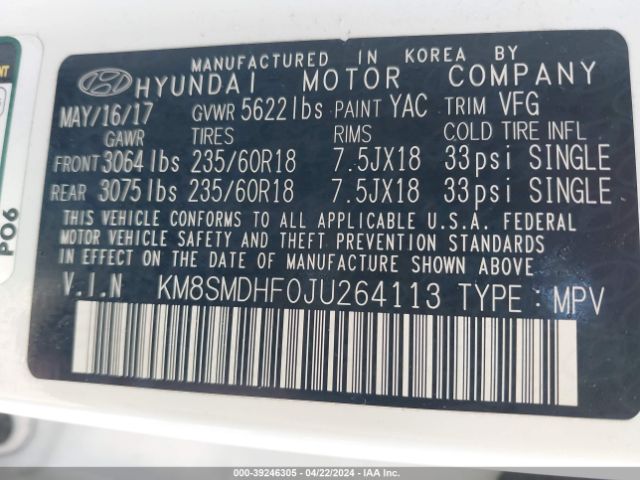 MANUFACTURED IN KOREA BY
HYUNDAI MOTOR COMPANY
MAY/16/17 GVWR 5622lbs PAINT YAC TRIM VFG
GAWR TIRES RIMS COLD TIRE INFL
FRONT 3064lbs 235/60R18 7.5JX18 33psi SINGLE
REAR 3075lbs 235/60R18 7.5JX18 33psi SINGLE
THIS VEHICLE CONFORMS TO ALL APPLICABLE U.S.A. FEDERAL
MOTOR VEHICLE SAFETY AND THEFT PREVENTION STANDARDS
IN EFFECT ON THE DATE OF MANUFACTURE SHOWN ABOVE.
V.I.N KM8SMDHF0JU264113 TYPE : MPV
PO6
000-39246305 - 04/22/2024 - IAAI.COM